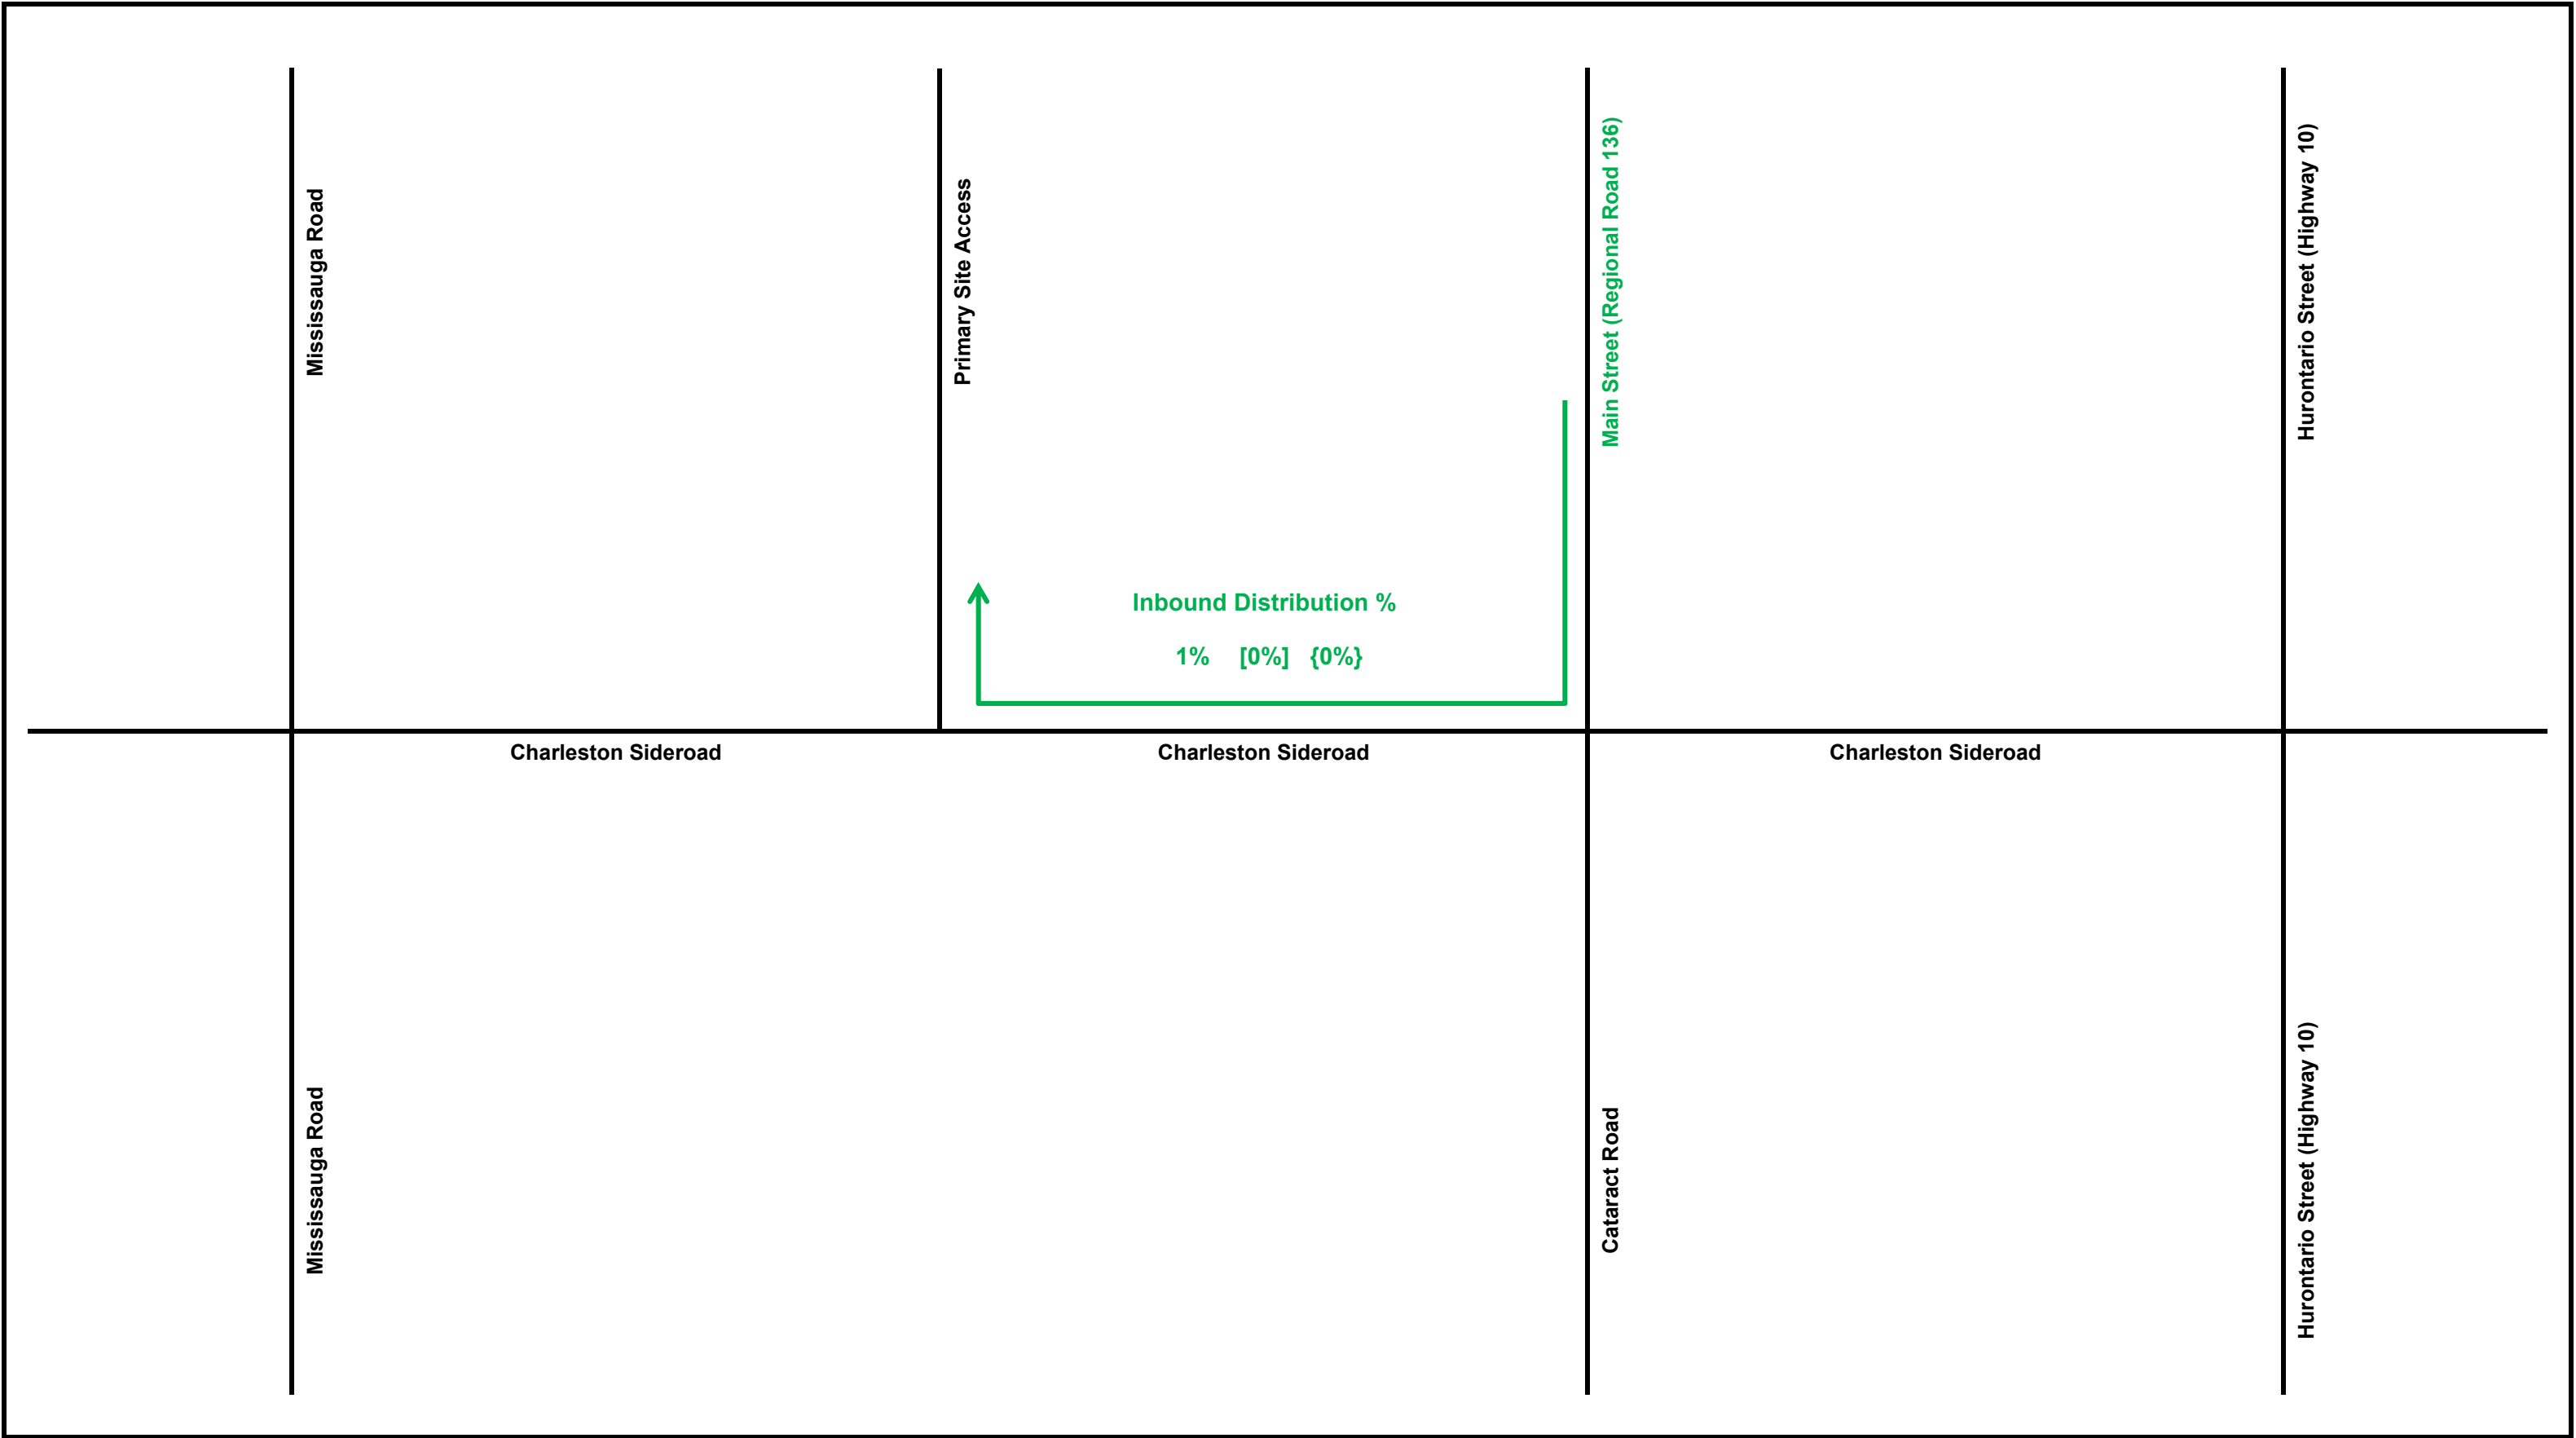 Mississauga Road
Primary Site Access
Main Street (Regional Road 136)
Hurontario Street (Highway 10)
Inbound Distribution %
1% [0%] {0%}
Charleston Sideroad
Charleston Sideroad
Charleston Sideroad
Mississauga Road
Cataract Road
Hurontario Street (Highway 10)